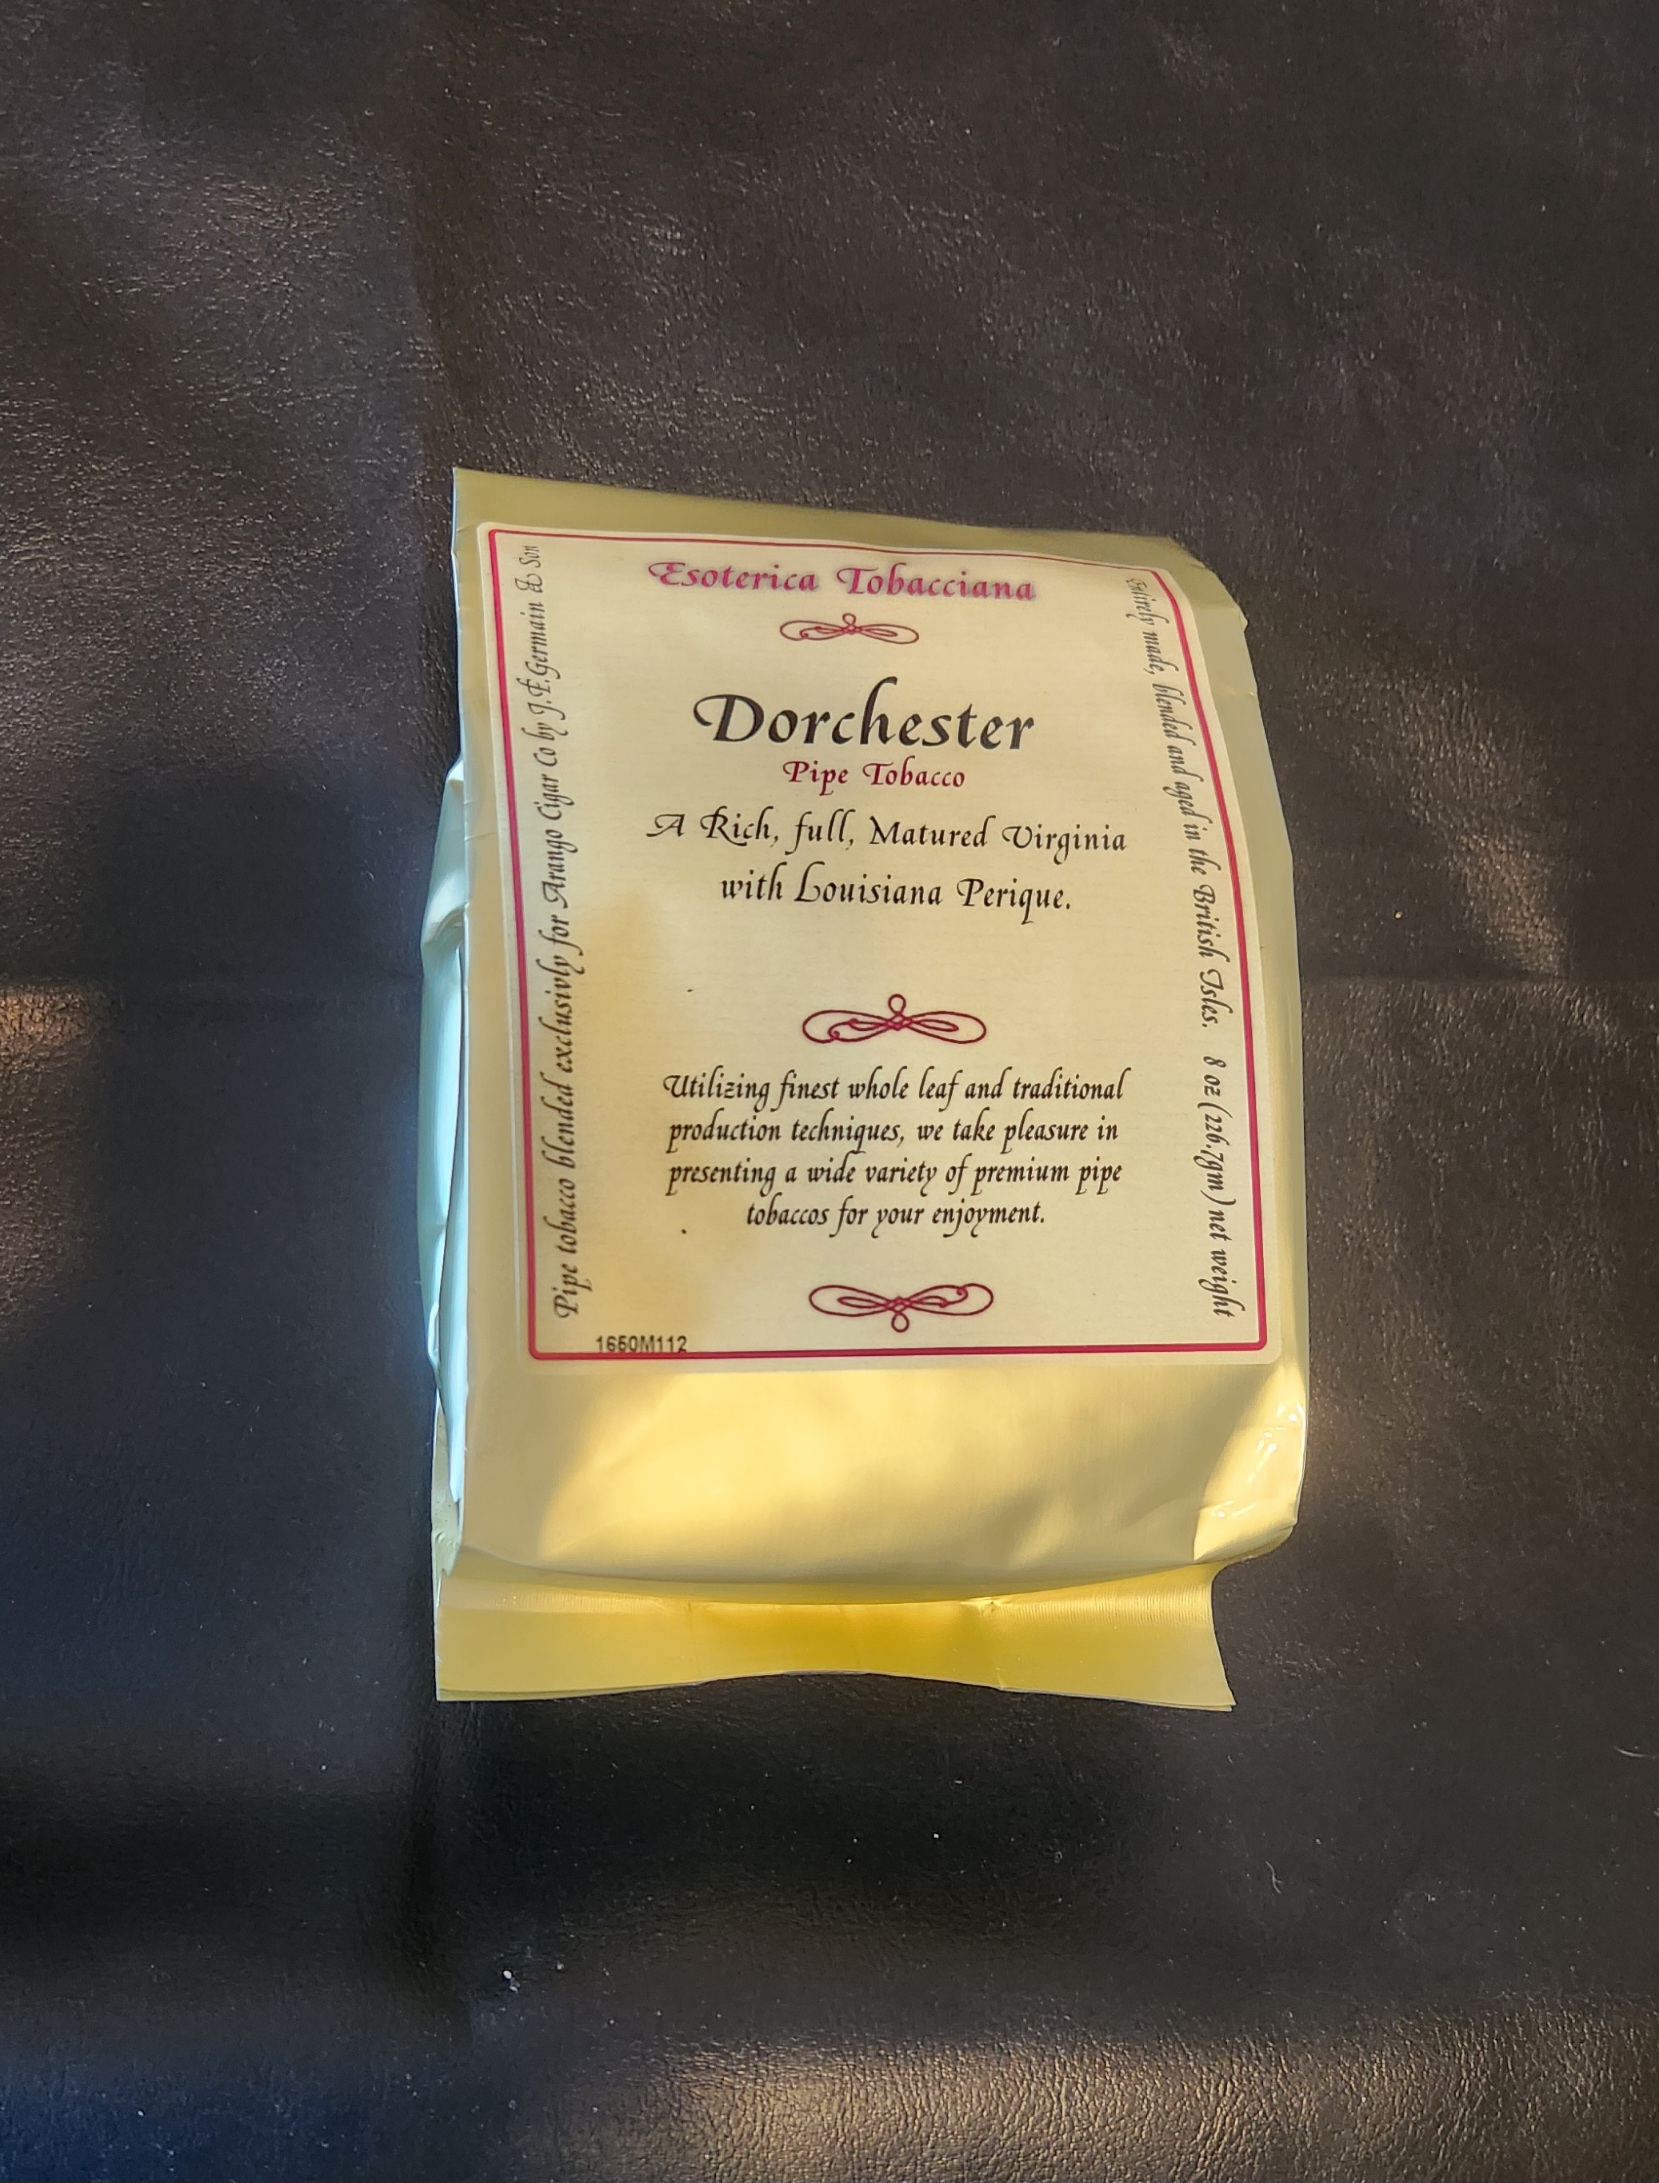 Esoterica Tobacciana
Dorchester
Pipe Tobacco
A Rich, full, Matured Virginia
with Louisiana Perique.
Utilizing finest whole leaf and traditional
production techniques, we take pleasure in
presenting a wide variety of premium pipe
tobaccos for your enjoyment.
Pipe tobacco blended exclusivly for Arango Cigar Co by J.F.Germain & Son
Entirely made, blended and aged in the British Isles. 8 oz (226.7gm) net weight
1650M112